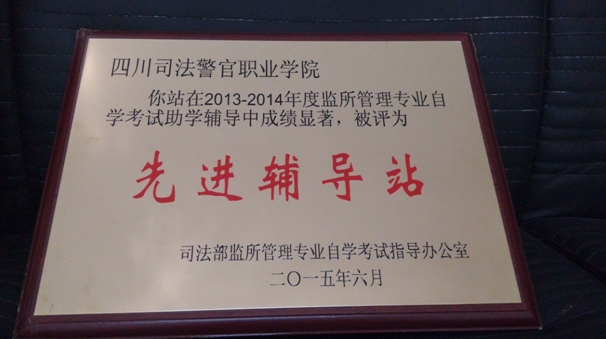 四川司法警官职业学院
你站在2013-2014年度监所管理专业自
学考试助学辅导中成绩显著，被评为
先进辅导站
司法部监所管理专业自学考试指导办公室
二〇一五年六月